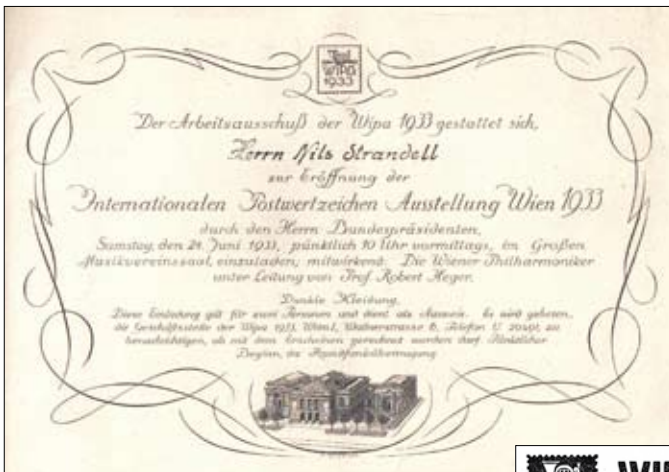 WIPA
1933
Der Arbeitsausschuß der Wipa 1933 gestattet sich,
Herrn Nils Strandell
zur Eröffnung der
Internationalen Postwertzeichen Ausstellung Wien 1933
durch den Herrn Bundespräsidenten,
Samstag, den 24. Juni 1933, pünktlich 10 Uhr vormittags, im Großen
Musikvereinssaal, einzuladen; mitwirkend: Die Wiener Philharmoniker
unter Leitung von Prof. Robert Heger.
Dunkle Kleidung.
Diese Einladung gilt für zwei Personen und dient als Ausweis. Es wird gebeten,
die Geschäftsstelle der Wipa 1933, Wien I, 6, Telefon U zu
benachrichtigen, ob mit dem Erscheinen gerechnet werden darf. Pünktlicher
Beginn, da